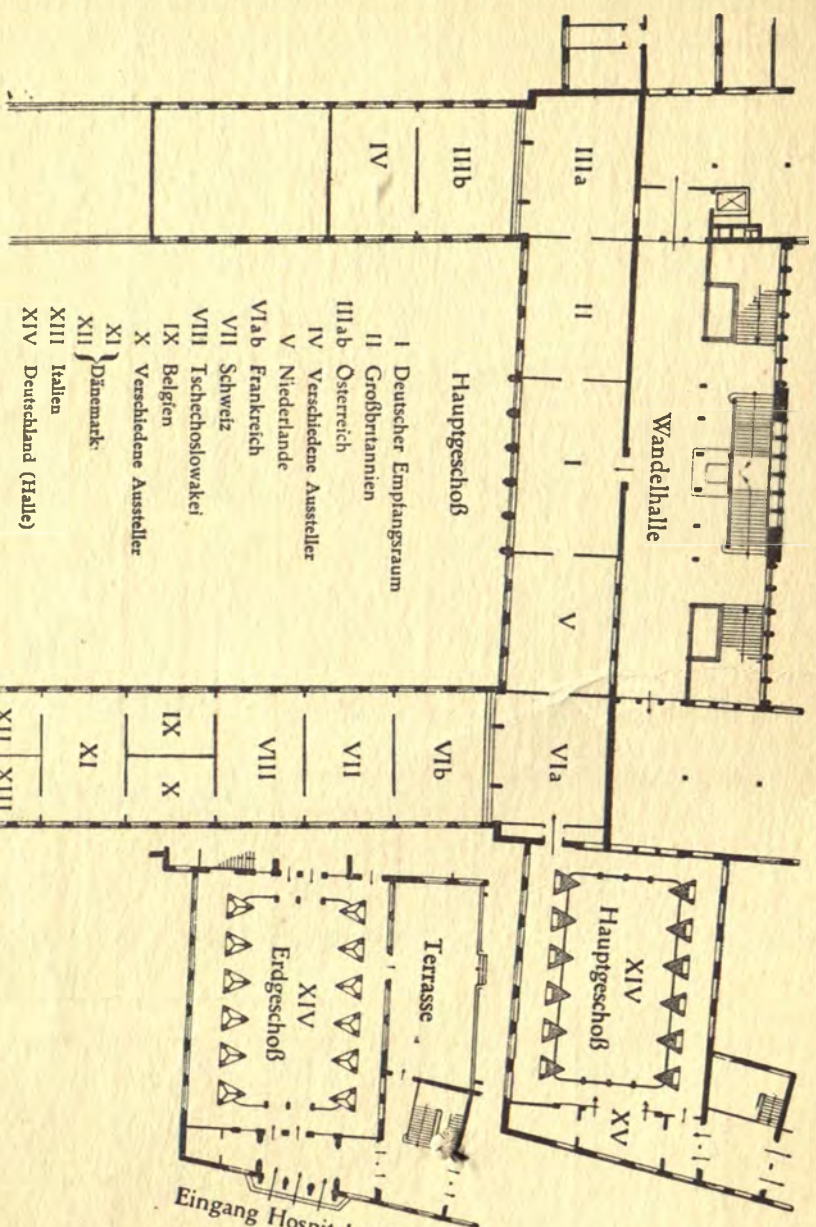 Wandelhalle
IIIa
II
I
V
VIa
IIIb
IV
VIb
VII
VIII
IX
X
XI
XII
XIII
Hauptgeschoß
I Deutscher Empfangsraum
II Großbritannien
IIIab Österreich
IV Verschiedene Aussteller
V Niederlande
VIab Frankreich
VII Schweiz
VIII Tschechoslowakei
IX Belgien
X Verschiedene Aussteller
XI
XII } Dänemark
XIII Italien
XIV Deutschland (Halle)
XIV
Hauptgeschoß
XV
Terrasse
XIV
Erdgeschoß
Eingang